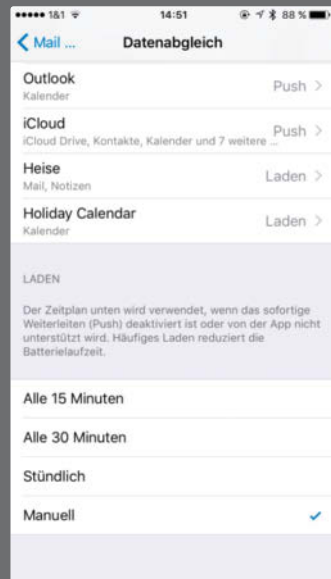 1&1 14:51 88 %
Mail ... Datenabgleich
Outlook
Kalender
Push
iCloud
iCloud Drive, Kontakte, Kalender und 7 weitere ...
Push
Heise
Mail, Notizen
Laden
Holiday Calendar
Kalender
Laden
LADEN
Der Zeitplan unten wird verwendet, wenn das sofortige
Weiterleiten (Push) deaktiviert ist oder von der App nicht
unterstützt wird. Häufiges Laden reduziert die
Batterielaufzeit.
Alle 15 Minuten
Alle 30 Minuten
Stündlich
Manuell